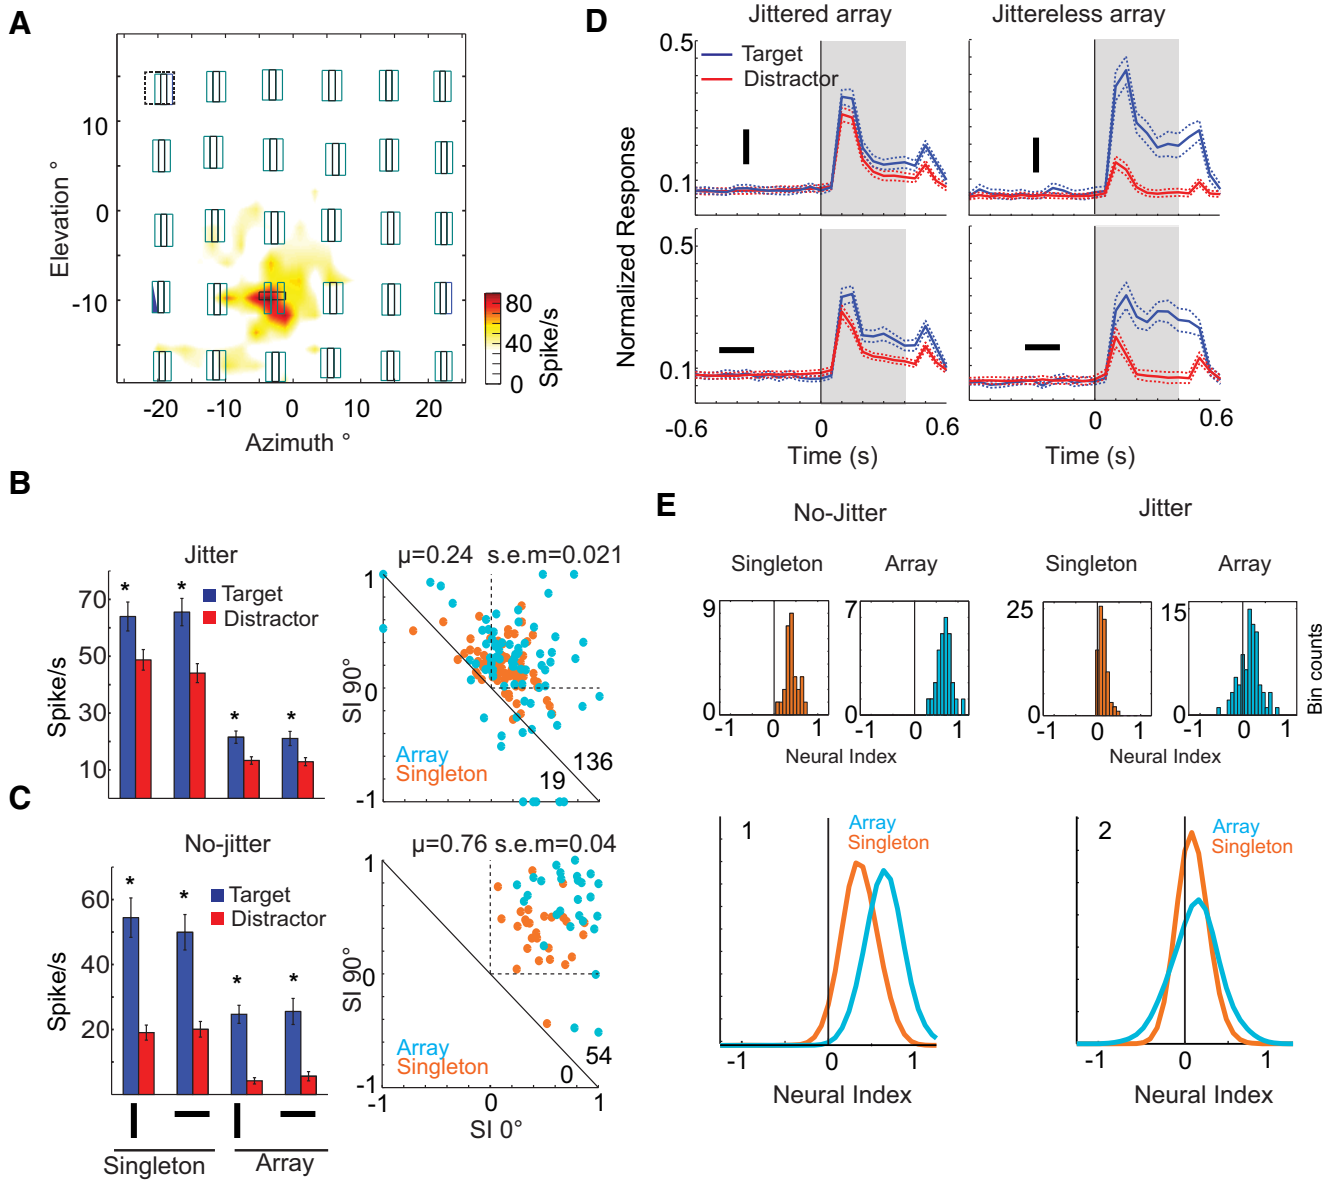 A
10
0
-10
Elevation °
-20
-10
0
10
20
Azimuth °
80
40
0
Spike/s
B
Jitter
*
*
*
*
Target
Distractor
70
50
30
10
Spike/s
μ=0.24 s.e.m=0.021
1
0
-1
SI 90°
Array
Singleton
19
136
C
No-jitter
*
*
*
*
Target
Distractor
60
40
20
Spike/s
Singleton
Array
μ=0.76 s.e.m=0.04
1
0
-1
SI 90°
Array
Singleton
0
54
-1
0
1
SI 0°
D
Jittered array
Jittereless array
0.5
0.1
Target
Distractor
Normalized Response
0.5
0.1
-0.6
0
0.6
Time (s)
0
0.6
Time (s)
E
No-Jitter
Jitter
Singleton
Array
Singleton
Array
9
0
7
0
25
0
15
0
Bin counts
-1
0
1
-1
0
1
-1
0
1
-1
0
1
Neural Index
Neural Index
1
Array
Singleton
-1
0
1
Neural Index
2
Array
Singleton
-1
0
1
Neural Index